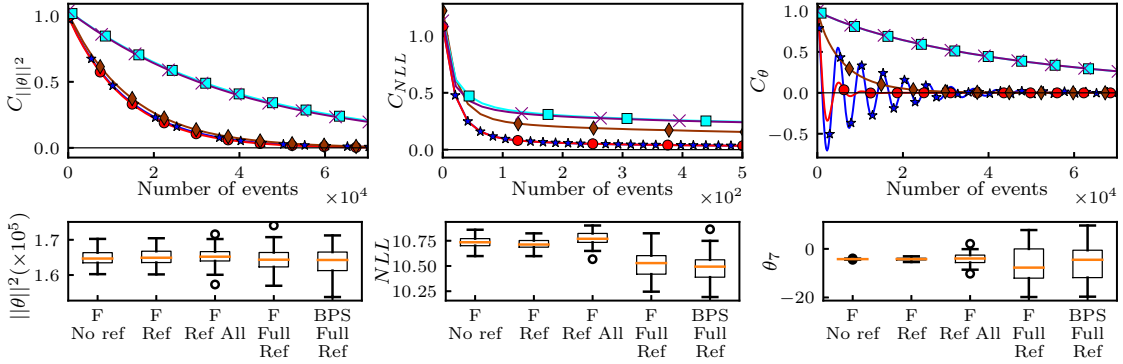 1.0
0.5
0.0
C_{||θ||^2}
0 2 4 6
Number of events
×10^4
1.0
0.5
0.0
C_{NLL}
0 1 2 3 4 5
Number of events
×10^2
1.0
0.5
0.0
−0.5
C_θ
0 2 4 6
Number of events
×10^4
||θ||^2(×10^5)
1.7
1.6
F No ref
F Ref
F Ref All
F Full Ref
BPS Full Ref
NLL
10.75
10.50
10.25
F No ref
F Ref
F Ref All
F Full Ref
BPS Full Ref
θ_7
0
−20
F No ref
F Ref
F Ref All
F Full Ref
BPS Full Ref